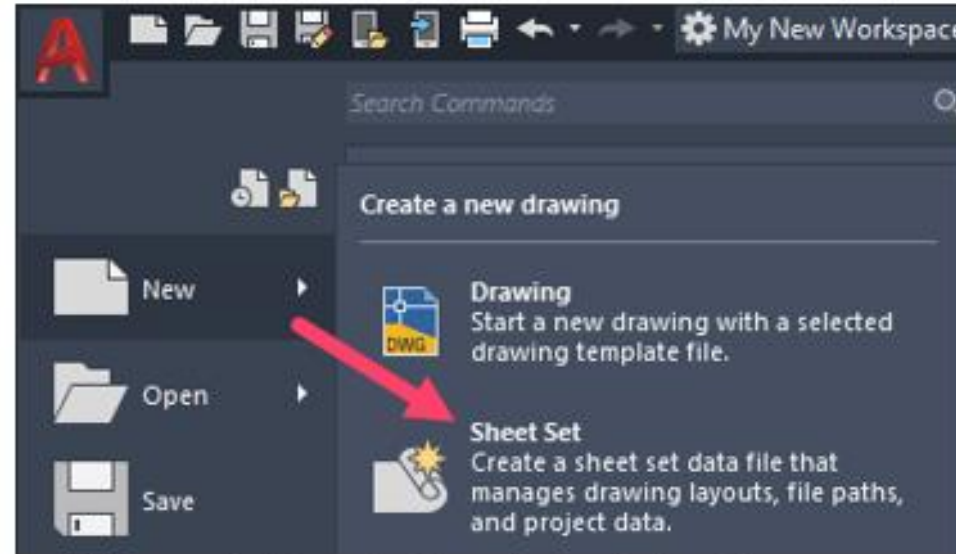 My New Workspace
Search Commands
Create a new drawing
New
Drawing
Start a new drawing with a selected
drawing template file.
DWG
Open
Sheet Set
Create a sheet set data file that
manages drawing layouts, file paths,
and project data.
Save